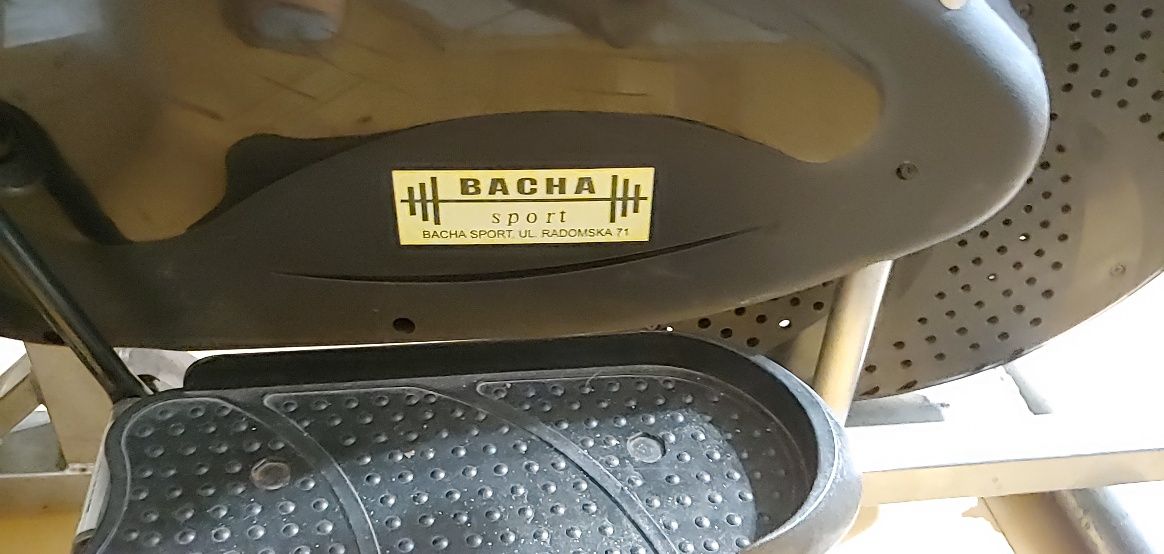 BACHA
sport
BACHA SPORT, UL. RADOMSKA 71